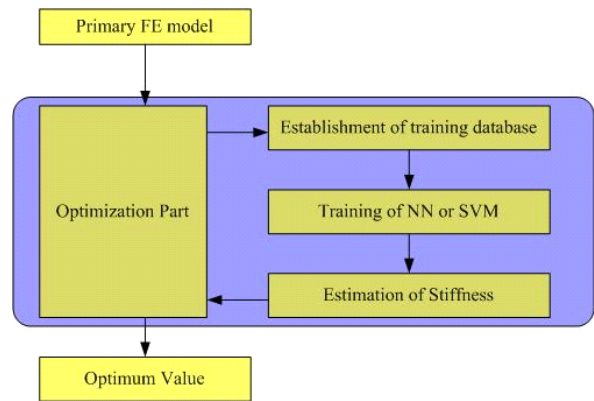 Primary FE model
Establishment of training database
Optimization Part
Training of NN or SVM
Estimation of Stiffness
Optimum Value